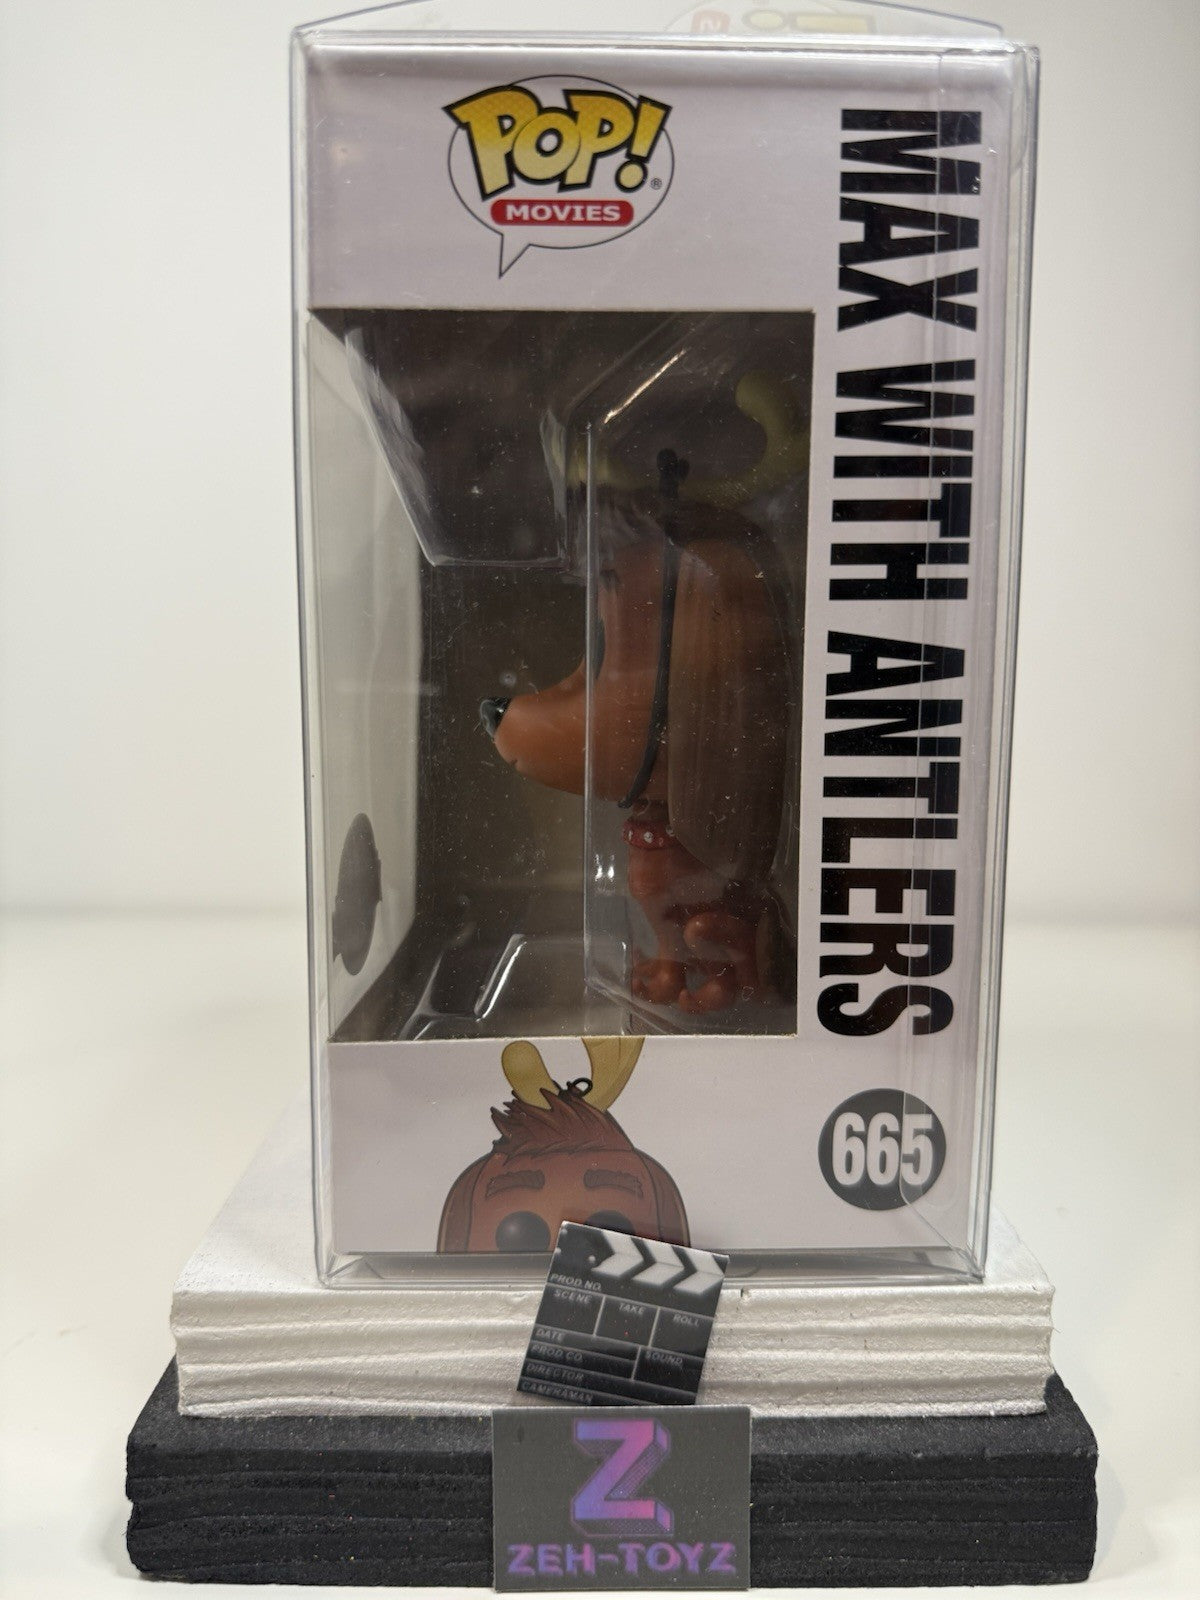 POP!
®
MOVIES
MAX WITH ANTLERS
665
PROD.NO.
SCENE
TAKE
ROLL
DATE
PROD.CO.
SOUND
DIRECTOR
CAMERAMAN
Z
ZEH-TOYZ